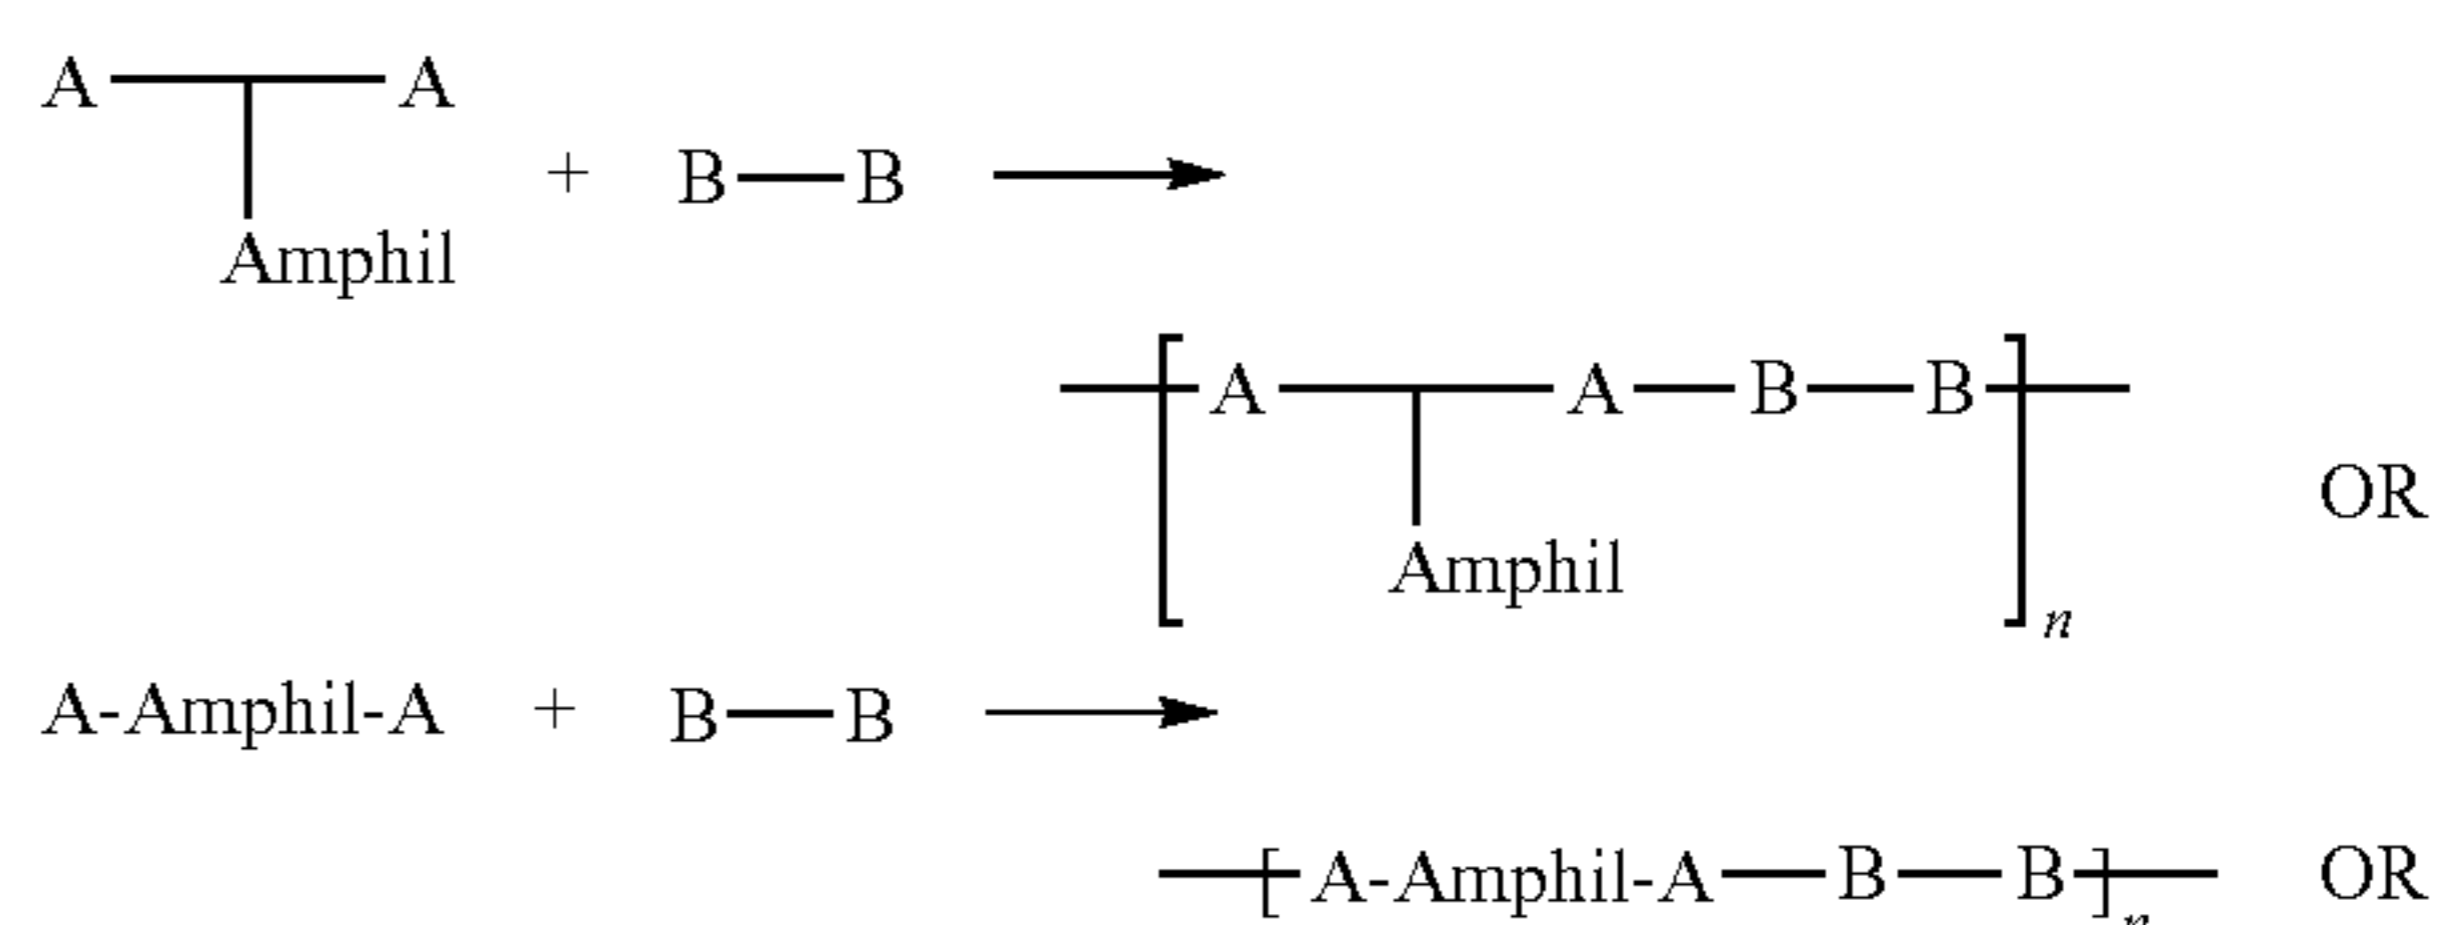 A A
+ B B
Amphil
A A B B
OR
Amphil
n
A-Amphil-A + B B
A-Amphil-A B B OR
n